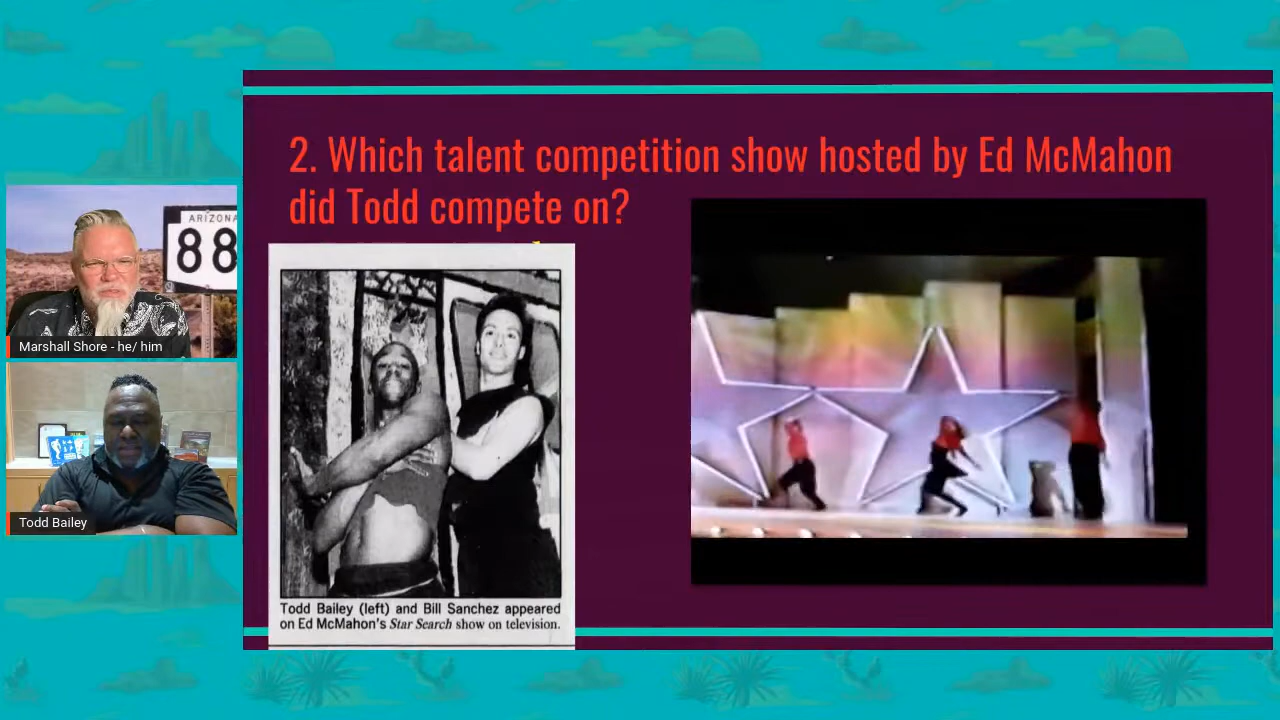 2. Which talent competition show hosted by Ed McMahon
did Todd compete on?
ARIZONA
88
Marshall Shore - he/ him
Todd Bailey
Todd Bailey (left) and Bill Sanchez appeared
on Ed McMahon's Star Search show on television.